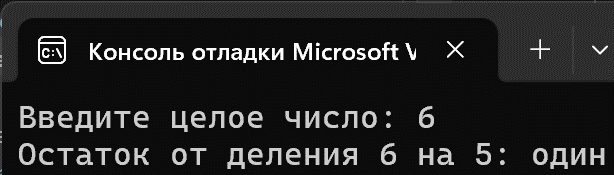 Консоль отладки Microsoft V
Введите целое число: 6
Остаток от деления 6 на 5: один